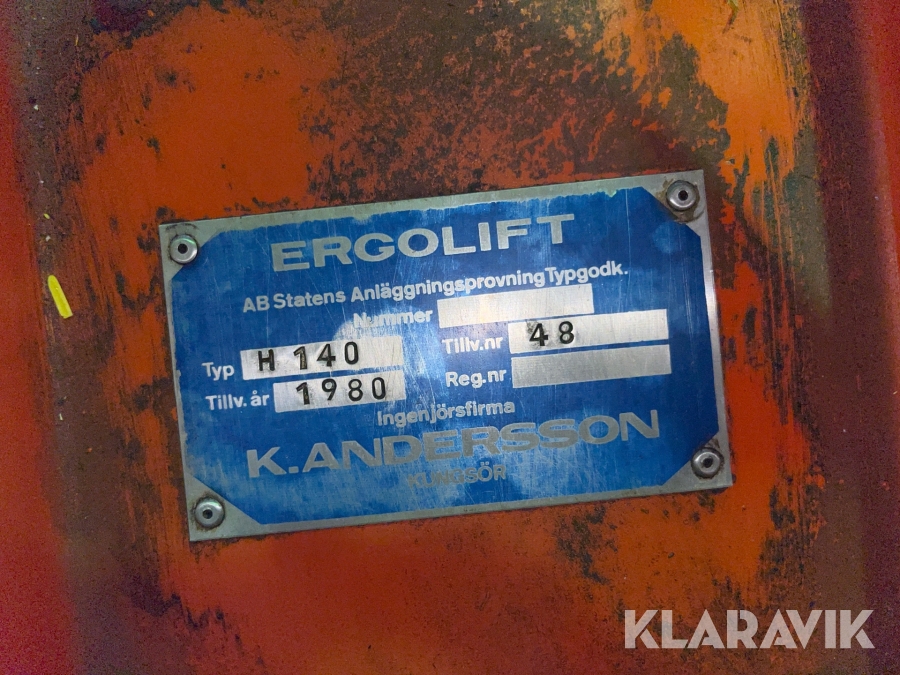 ERGOLIFT
AB Statens Anläggningsprovning Typgodk.
Nummer
Typ H 140 Tillv.nr 48
Tillv. år 1980 Reg.nr
Ingenjörsfirma
K.ANDERSSON
KUNGSÖR
KLARAVIK